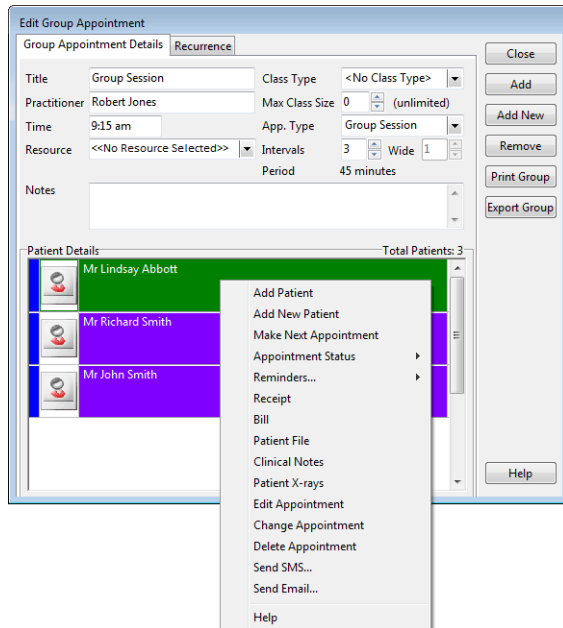 Edit Group Appointment
Group Appointment Details Recurrence
Close
Title Group Session Class Type <No Class Type>
Add
Practitioner Robert Jones Max Class Size 0 (unlimited)
Add New
Time 9:15 am App. Type Group Session
Resource <<No Resource Selected>> Intervals 3 Wide 1
Remove
Period 45 minutes
Print Group
Notes
Export Group
Patient Details Total Patients: 3
Mr Lindsay Abbott
Add Patient
Add New Patient
Mr Richard Smith
Make Next Appointment
Appointment Status
Mr John Smith
Reminders...
Receipt
Bill
Patient File
Clinical Notes
Help
Patient X-rays
Edit Appointment
Change Appointment
Delete Appointment
Send SMS...
Send Email...
Help